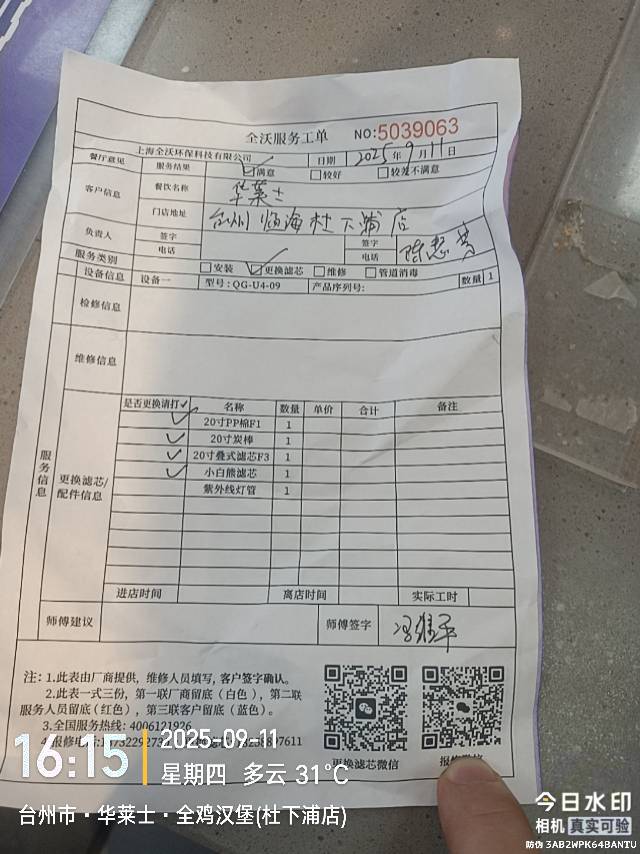 全沃服务工单 NO:5039063
上海全沃环保科技有限公司 日期 2025年9月11日
餐厅意见 服务结果 ☑满意 □较好 □较差不满意
客户信息 餐饮名称 华莱士
门店地址 台州临海杜下浦店
负责人 签字 签字
电话 电话
服务类别 □安装 ☑更换滤芯 □维修 □管道消毒
设备信息 设备一 型号: QG-U4-09 产品序列号: 数量 1
检修信息
维修信息
服务信息
更换滤芯/配件信息
是否更换请打✓ 名称 数量 单价 合计 备注
✓ 20寸PP棉F1 1
✓ 20寸炭棒 1
✓ 20寸叠式滤芯F3 1
✓ 小白熊滤芯 1
紫外线灯管 1
进店时间 离店时间 实际工时
师傅建议 师傅签字
注: 1.此表由厂商提供，维修人员填写, 客户签字确认。
2.此表一式三份，第一联厂商留底（白色），第二联
服务人员留底(红色)，第三联客户留底（蓝色）。
3.全国服务热线: 4006121926
更换滤芯微信
16:15 2025-09-11
星期四 多云 31℃
台州市·华莱士·全鸡汉堡(杜下浦店)
今日水印
相机 真实可验
防伪 3AB2WPK64BANTU